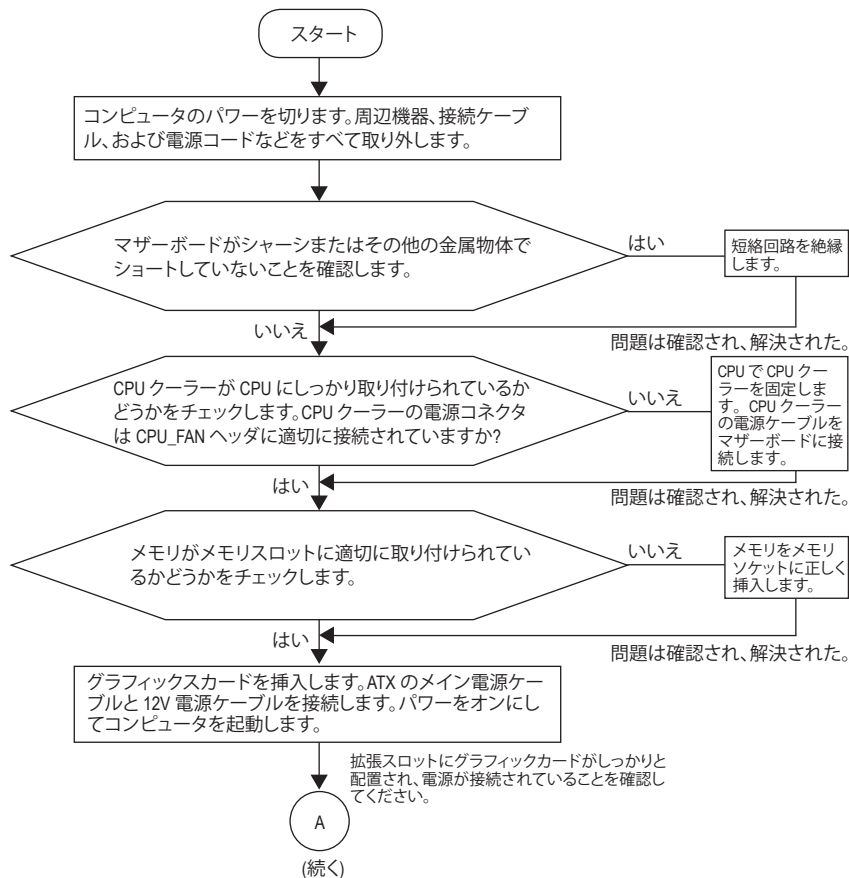 スタート
コンピュータのパワーを切ります。周辺機器、接続ケーブ
ル、および電源コードなどをすべて取り外します。
マザーボードがシャーシまたはその他の金属物体で
ショートしていないことを確認します。
はい
短絡回路を絶縁
します。
いいえ
問題は確認され、解決された。
CPU クーラーが CPU にしっかり取り付けられているか
どうかをチェックします。CPU クーラーの電源コネクタ
は CPU_FAN ヘッダに適切に接続されていますか?
いいえ
CPU で CPU クー
ラーを固定しま
す。CPU クーラー
の電源ケーブルを
マザーボードに接
続します。
はい
問題は確認され、解決された。
メモリがメモリスロットに適切に取り付けられてい
るかどうかをチェックします。
いいえ
メモリをメモリ
ソケットに正しく
挿入します。
はい
問題は確認され、解決された。
グラフィックスカードを挿入します。ATX のメイン電源ケー
ブルと 12V 電源ケーブルを接続します。パワーをオンにし
てコンピュータを起動します。
拡張スロットにグラフィックカードがしっかりと
配置され、電源が接続されていることを確認し
てください。
A
(続く)